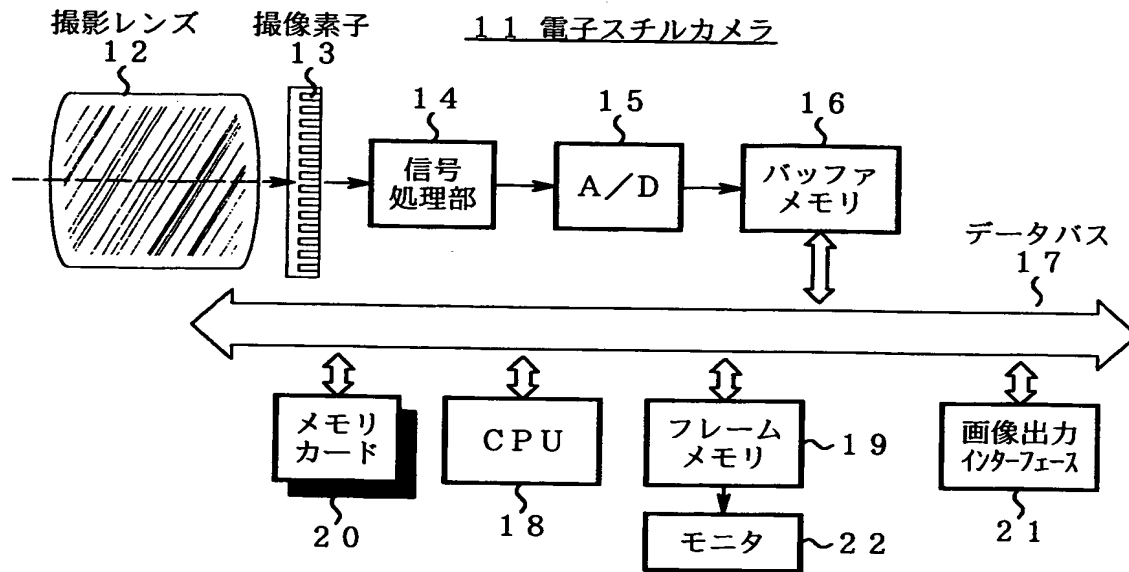 11 電子スチルカメラ
撮影レンズ
12
撮像素子
13
14
信号
処理部
15
A/D
16
バッファ
メモリ
データバス
17
メモリ
カード
20
CPU
18
フレーム
メモリ
19
画像出力
インターフェース
21
モニタ
22